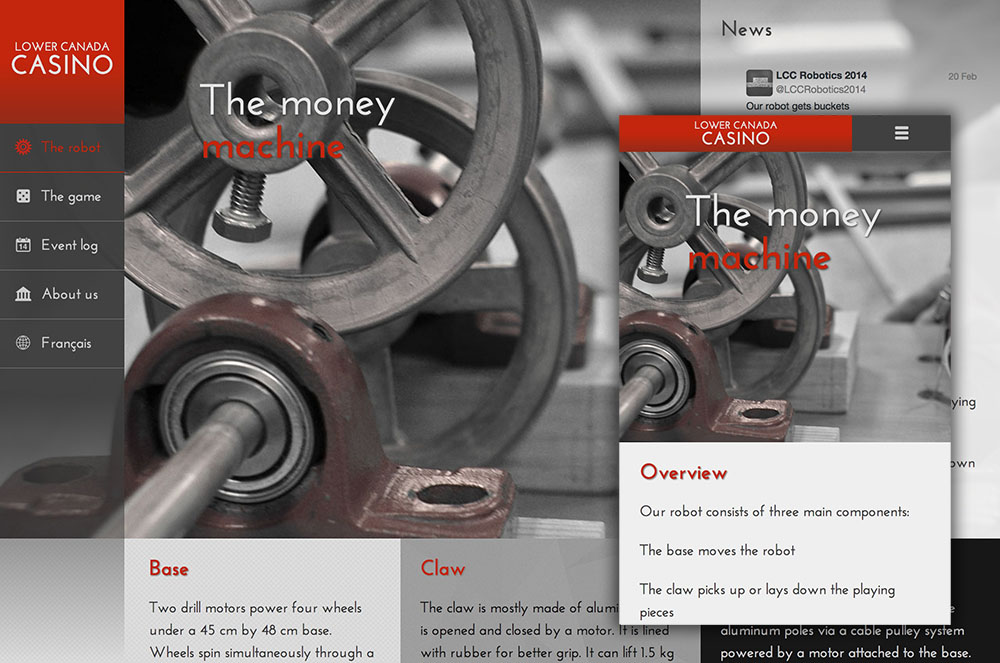 LOWER CANADA
CASINO
The robot
The game
14
Event log
About us
Français
The money
machine
News
LCC Robotics 2014
20 Feb
@LCCRobotics2014
Our robot gets buckets
Base
Two drill motors power four wheels
under a 45 cm by 48 cm base.
Wheels spin simultaneously through a
Claw
The claw is mostly made of
is opened and closed by a motor. It is lined
with rubber for better grip. It can lift 1.5 kg
aluminum poles via a cable pulley system
powered by a motor attached to the base.
LOWER CANADA
CASINO
The money
machine
Overview
Our robot consists of three main components:
The base moves the robot
The claw picks up or lays down the playing
pieces